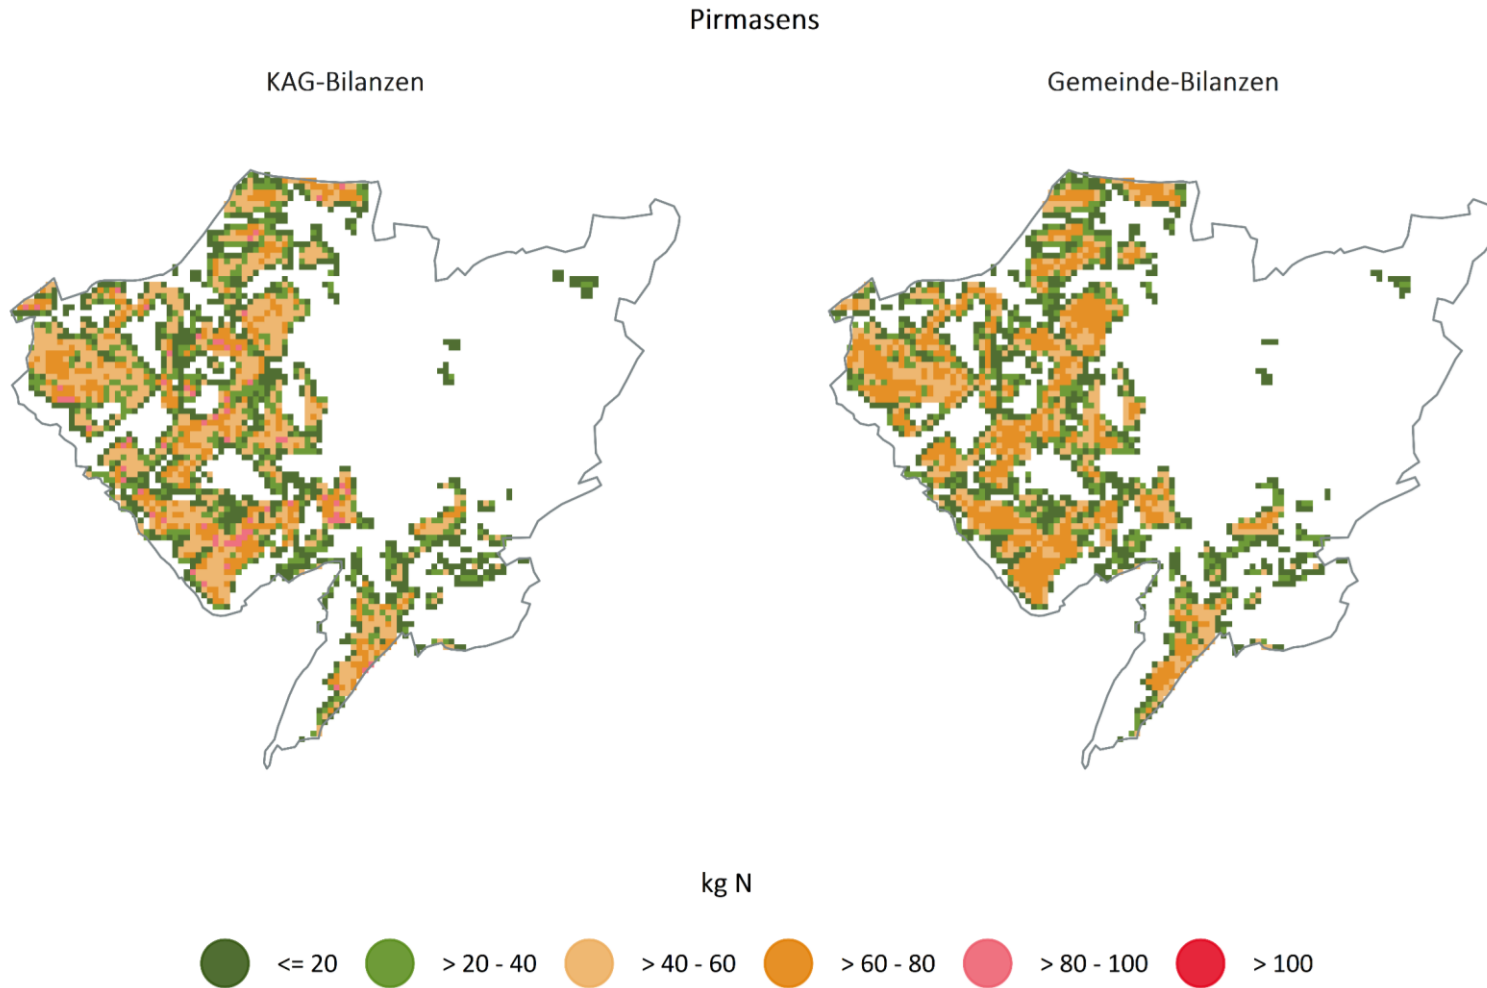 Pirmasens
KAG-Bilanzen
Gemeinde-Bilanzen
kg N
<= 20
> 20 - 40
> 40 - 60
> 60 - 80
> 80 - 100
> 100